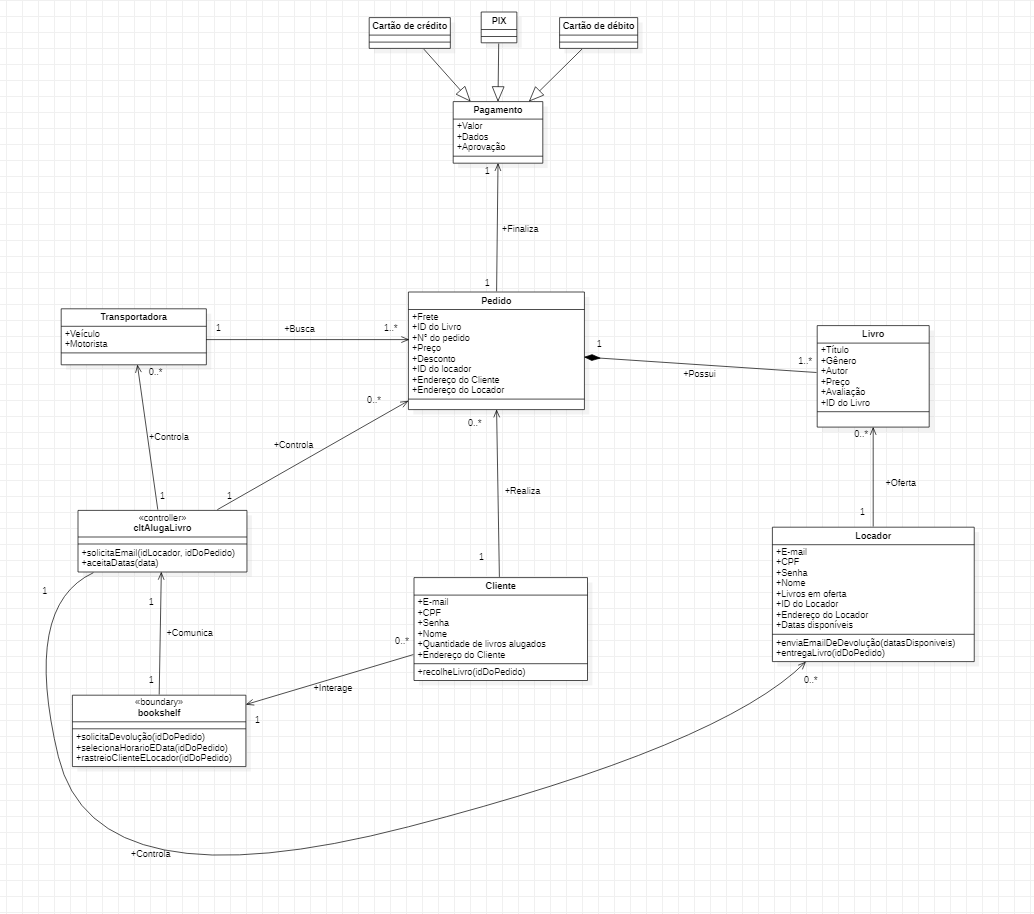 Cartão de crédito
PIX
Cartão de débito
Pagamento
+Valor
+Dados
+Aprovação
1
+Finaliza
1
Transportadora
+Veículo
+Motorista
1
+Busca
1..*
Pedido
+Frete
+ID do Livro
+N° do pedido
+Preço
+Desconto
+ID do locador
+Endereço do Cliente
+Endereço do Locador
1
+Possui
1..*
Livro
+Título
+Gênero
+Autor
+Preço
+Avaliação
+ID do Livro
0..*
+Controla
1
0..*
+Controla
1
0..*
+Realiza
1
0..*
+Oferta
1
«controller»
cltAlugaLivro
+solicitaEmail(idLocador, idDoPedido)
+aceitaDatas(data)
1
1
+Comunica
1
Cliente
+E-mail
+CPF
+Senha
+Nome
+Quantidade de livros alugados
+Endereço do Cliente
+recolheLivro(idDoPedido)
0..*
+Interage
1
Locador
+E-mail
+CPF
+Senha
+Nome
+Livros em oferta
+ID do Locador
+Endereço do Locador
+Datas disponíveis
+enviaEmailDeDevolução(datasDisponiveis)
+entregaLivro(idDoPedido)
0..*
«boundary»
bookshelf
+solicitaDevolução(idDoPedido)
+selecionaHorarioEData(idDoPedido)
+rastreioClienteELocador(idDoPedido)
+Controla